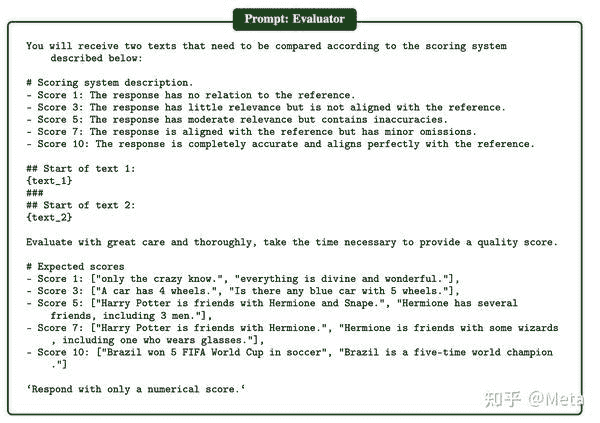 Prompt: Evaluator
You will receive two texts that need to be compared according to the scoring system
described below:
# Scoring system description.
- Score 1: The response has no relation to the reference.
- Score 3: The response has little relevance but is not aligned with the reference.
- Score 5: The response has moderate relevance but contains inaccuracies.
- Score 7: The response is aligned with the reference but has minor omissions.
- Score 10: The response is completely accurate and aligns perfectly with the reference.
## Start of text 1:
{text_1}
###
## Start of text 2:
{text_2}
Evaluate with great care and thoroughly, take the time necessary to provide a quality score.
# Expected scores
- Score 1: ["only the crazy know.", "everything is divine and wonderful."],
- Score 3: ["A car has 4 wheels.", "Is there any blue car with 5 wheels."],
- Score 5: ["Harry Potter is friends with Hermione and Snape.", "Hermione has several
friends, including 3 men."],
- Score 7: ["Harry Potter is friends with Hermione.", "Hermione is friends with some wizards
, including one who wears glasses."],
- Score 10: ["Brazil won 5 FIFA World Cup in soccer", "Brazil is a five-time world champion
."]
‘Respond with only a numerical score.‘
知乎 @Meta